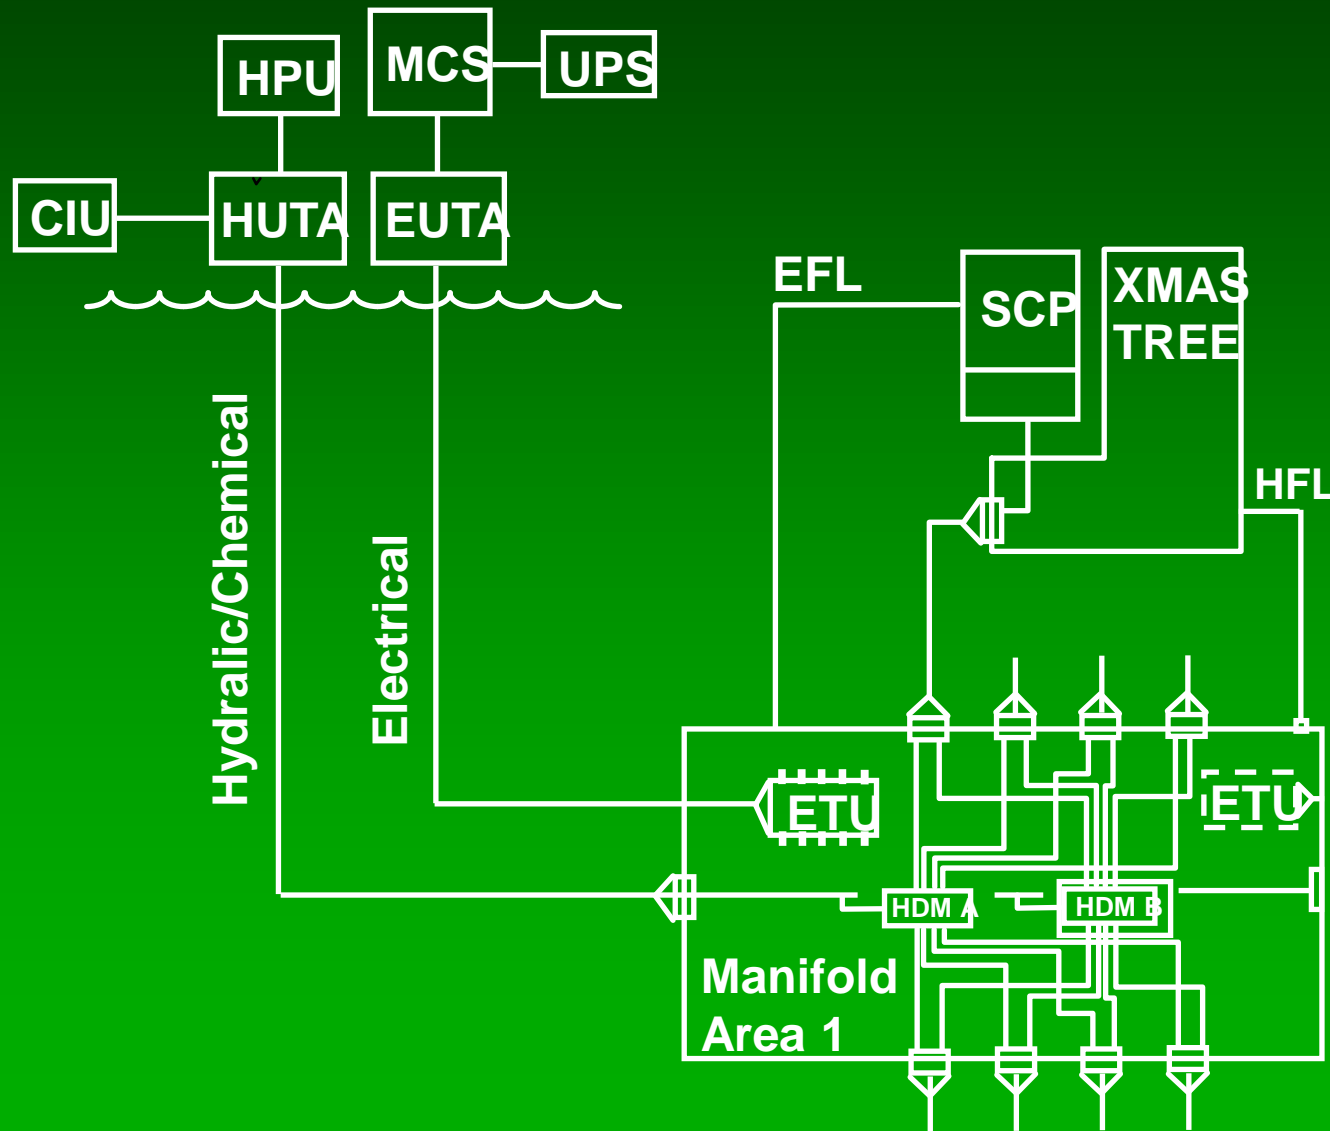 HPU
MCS
UPS
CIU
HUTA
EUTA
EFL
SCP
XMAS
TREE
HFL
Hydralic/Chemical
Electrical
ETU
ETU
HDM A
HDM B
Manifold
Area 1